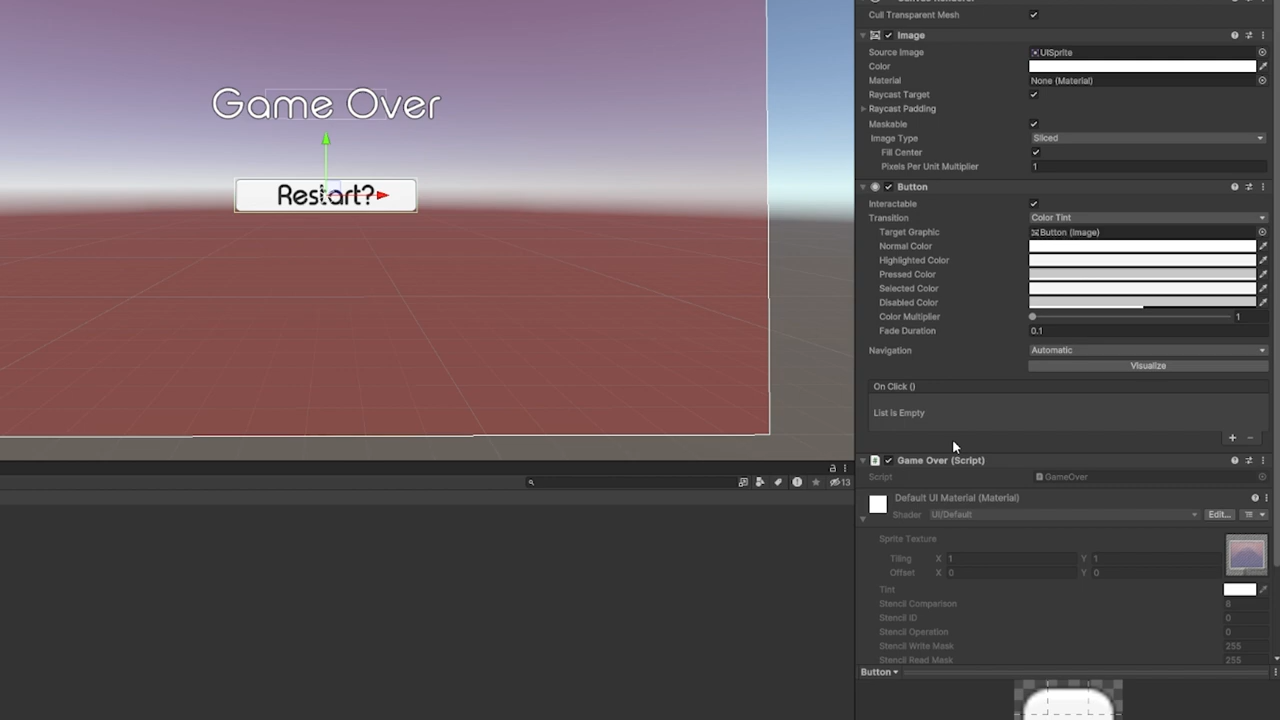 Cull Transparent Mesh
Image
Source Image UISprite
Color
Material None (Material)
Raycast Target
Raycast Padding
Maskable
Image Type Sliced
Fill Center
Pixels Per Unit Multiplier 1
Button
Interactable
Transition Color Tint
Target Graphic Button (Image)
Normal Color
Highlighted Color
Pressed Color
Selected Color
Disabled Color
Color Multiplier 1
Fade Duration 0.1
Navigation Automatic
Visualize
On Click ()
List is Empty
+ -
Game Over (Script)
Script GameOver
Default UI Material (Material)
Shader UI/Default Edit...
Sprite Texture
Tiling X 1 Y 1
Offset X 0 Y 0
Select
Tint
Stencil Comparison 8
Stencil ID 0
Stencil Operation 0
Stencil Write Mask 255
Stencil Read Mask 255
Button
Game Over
Restart?
13